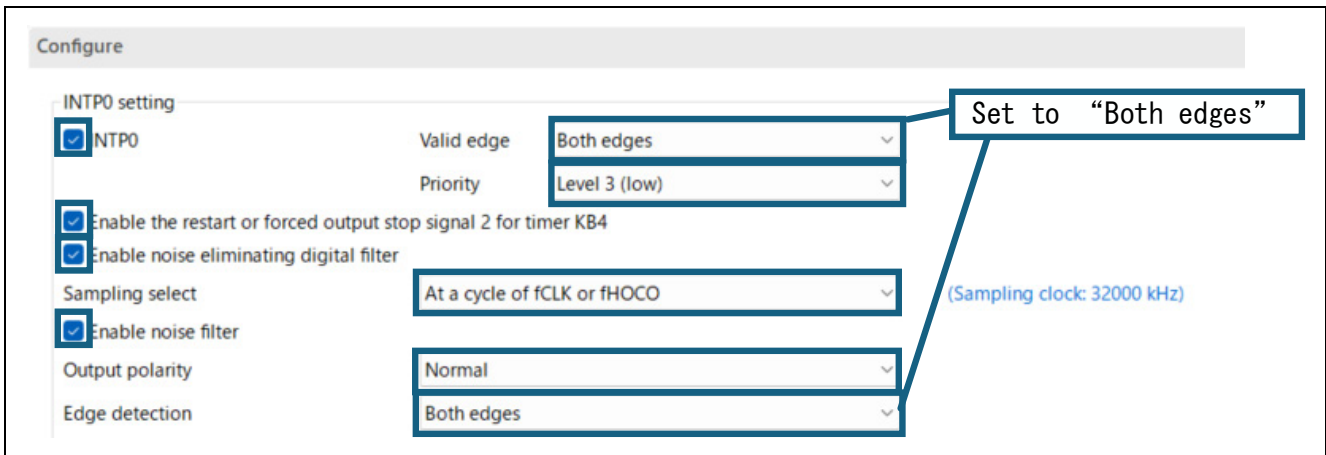 Configure
INTP0 setting
NTP0 Valid edge Both edges
Set to “Both edges”
Priority Level 3 (low)
Enable the restart or forced output stop signal 2 for timer KB4
Enable noise eliminating digital filter
Sampling select At a cycle of fCLK or fHOCO (Sampling clock: 32000 kHz)
Enable noise filter
Output polarity Normal
Edge detection Both edges